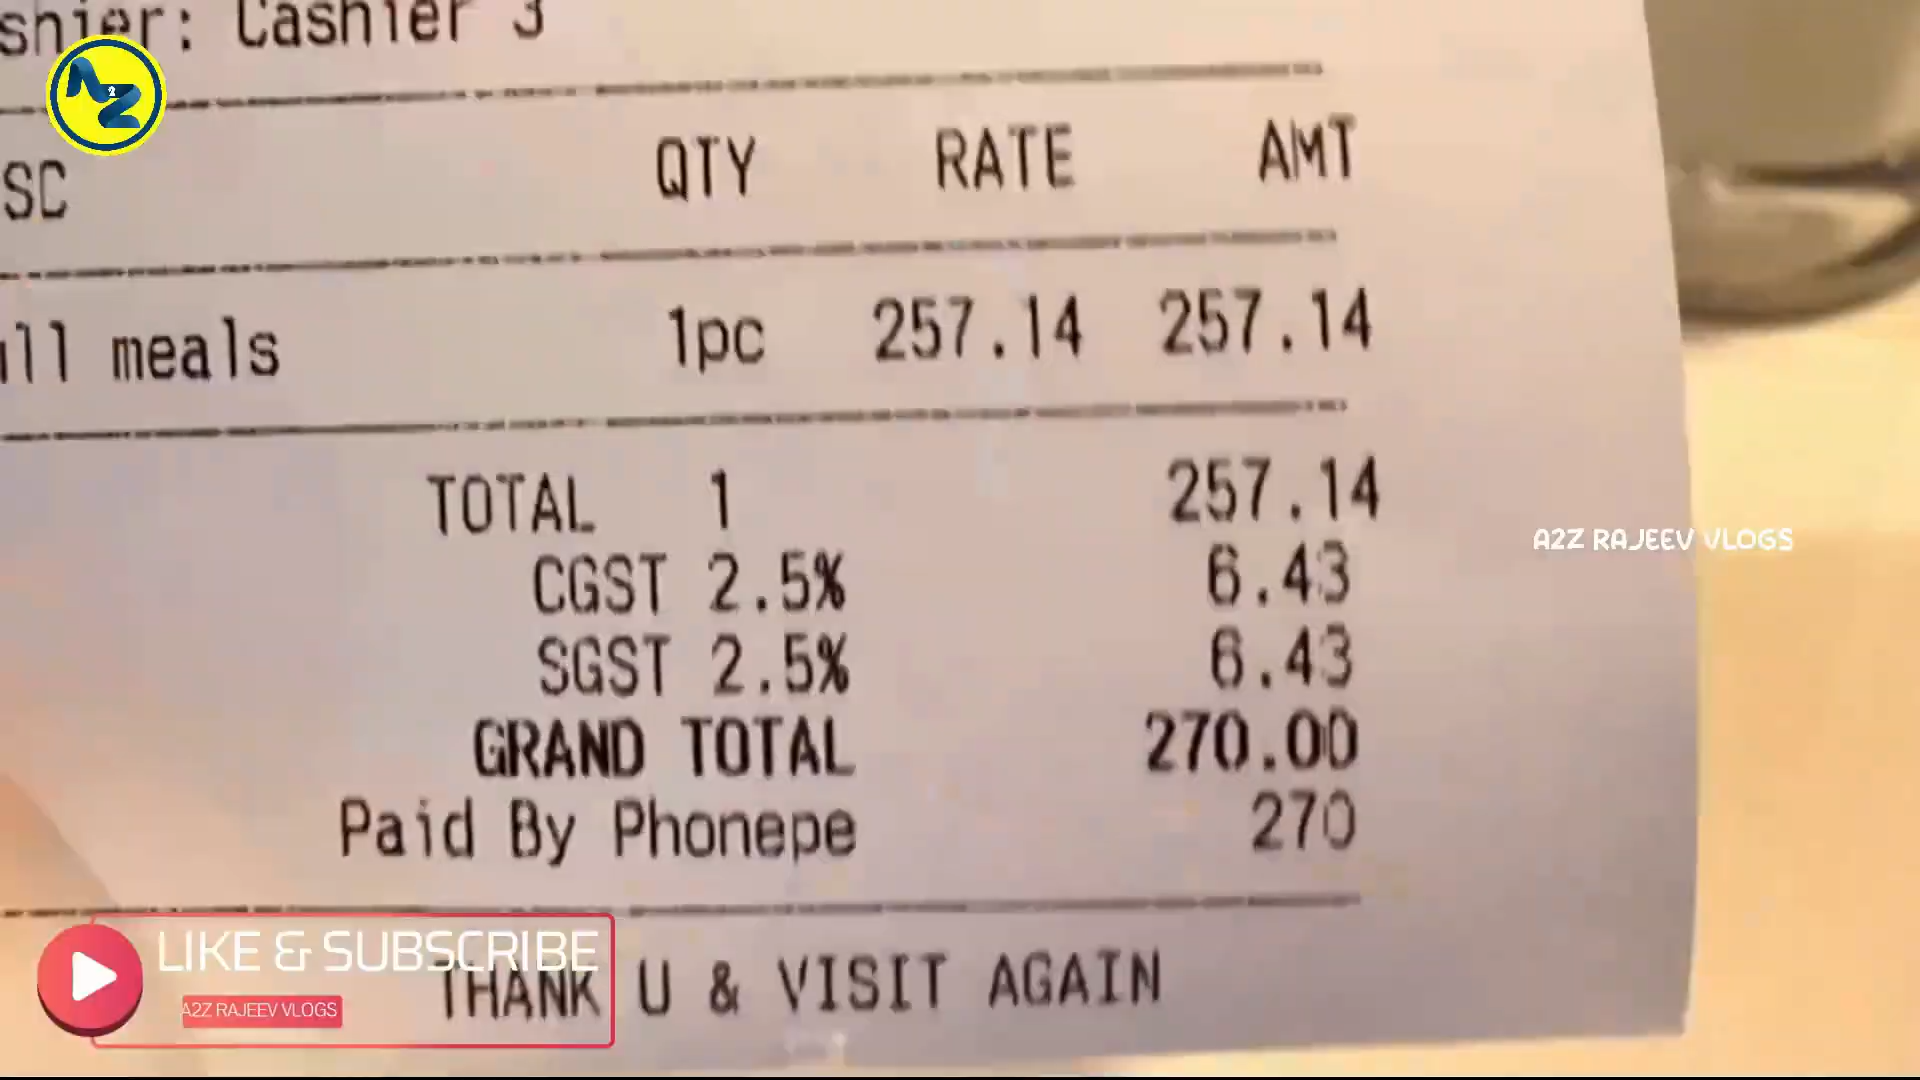 shier: Cashier 3
A2Z
SC QTY RATE AMT
ll meals 1pc 257.14 257.14
TOTAL 1 257.14
A2Z RAJEEV VLOGS
CGST 2.5% 6.43
SGST 2.5% 6.43
GRAND TOTAL 270.00
Paid By Phonepe 270
LIKE & SUBSCRIBE
THANK U & VISIT AGAIN
A2Z RAJEEV VLOGS